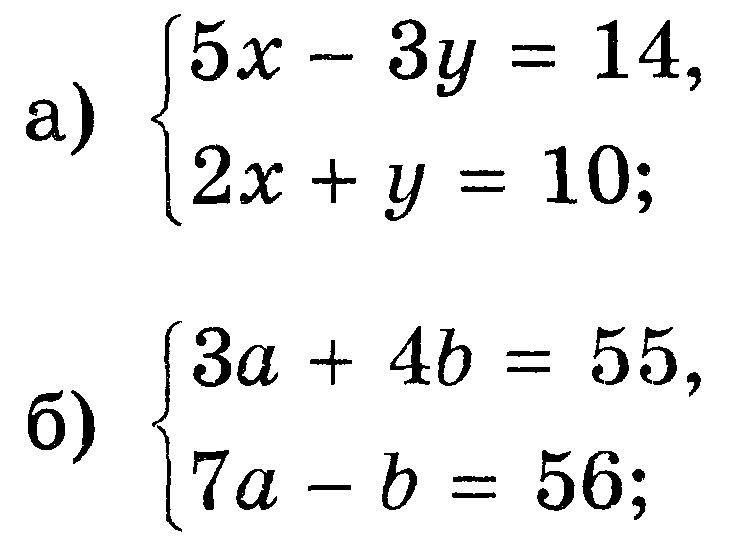 а) { 5x − 3y = 14,
2x + y = 10;
б) { 3a + 4b = 55,
7a − b = 56;